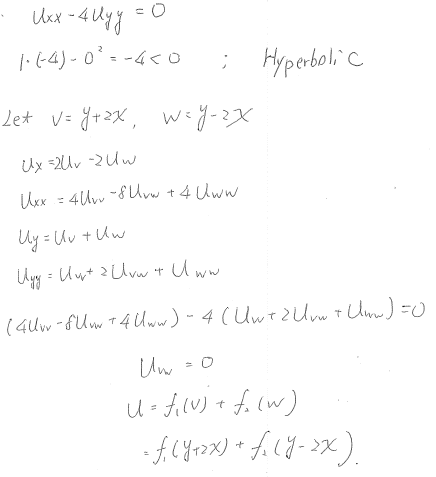 Uxx - 4Uyy = 0
1·(-4) - 0² = -4 < 0 ; Hyperbolic
Let V = y+2x, W = y-2x
Ux = 2Uv - 2Uw
Uxx = 4Uvv - 8Uvw + 4Uww
Uy = Uv + Uw
Uyy = Uvv + 2Uvw + Uww
(4Uvv - 8Uvw + 4Uww) - 4(Uvv + 2Uvw + Uww) = 0
Uvw = 0
U = f₁(V) + f₂(W)
= f₁(y+2x) + f₂(y-2x).